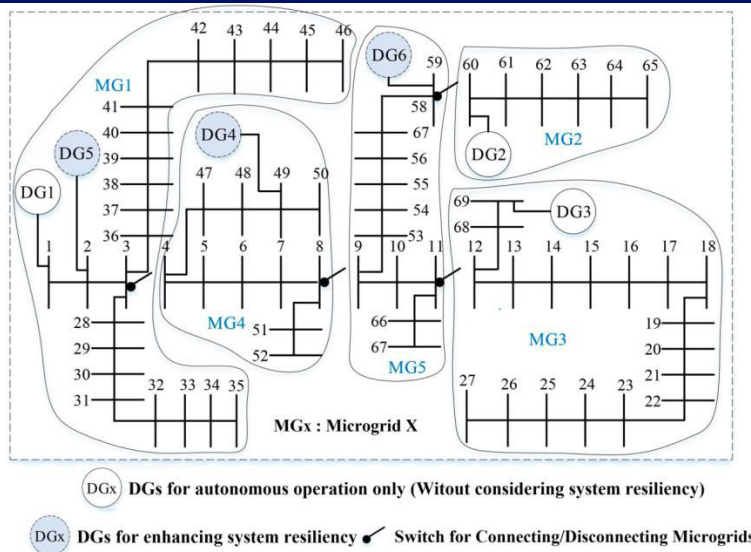 42 43 44 45 46
MG1
41
40
39
38
37
36
DG5
DG1
1 2 3
28
29
30
31
32 33 34 35
DG4
47 48 49 50
4 5 6 7 8
MG4
51
52
DG6
59
58
67
56
55
54
53
9 10 11
66
67
MG5
60 61 62 63 64 65
MG2
DG2
69
68
DG3
12 13 14 15 16 17 18
MG3
19
20
21
22
27 26 25 24 23
MGx : Microgrid X
DGx DGs for autonomous operation only (Witout considering system resiliency)
DGx DGs for enhancing system resiliency Switch for Connecting/Disconnecting Microgrids